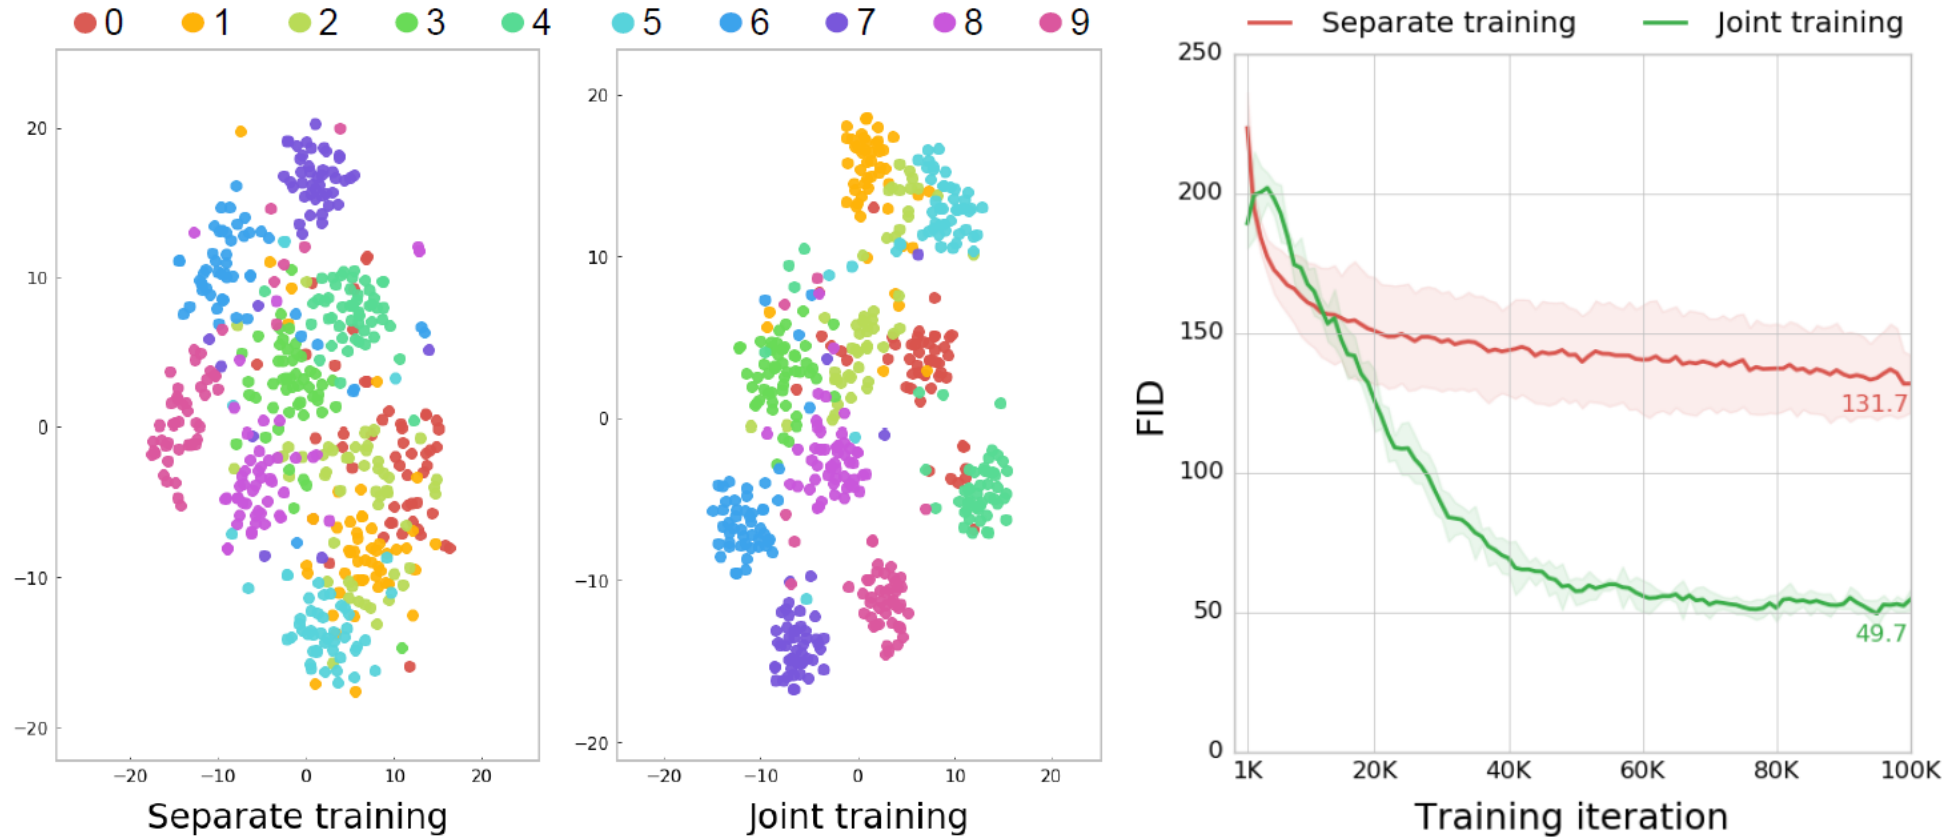 0 1 2 3 4 5 6 7 8 9
20
10
0
−10
−20
−20 −10 0 10 20
Separate training
20
10
0
−10
−20
−20 −10 0 10 20
Joint training
Separate training Joint training
250
200
150
100
50
0
FID
131.7
49.7
1K 20K 40K 60K 80K 100K
Training iteration